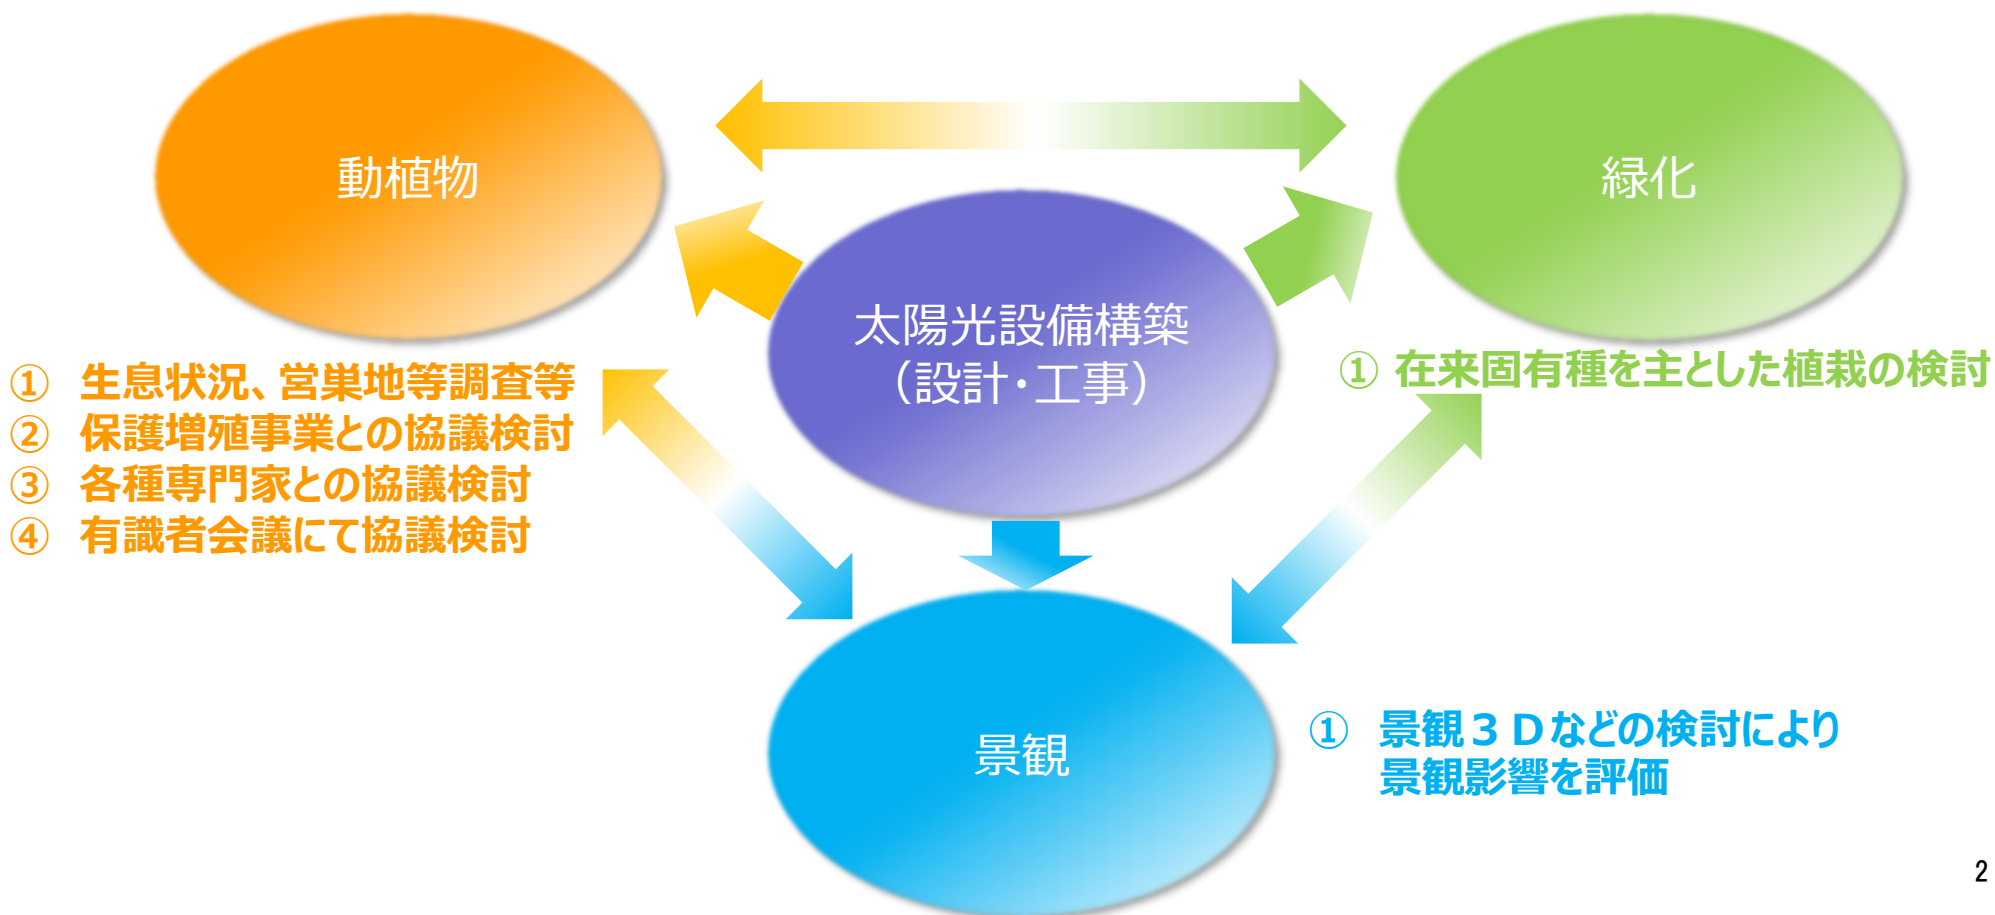 動植物
緑化
太陽光設備構築
（設計・工事）
① 生息状況、営巣地等調査等
② 保護増殖事業との協議検討
③ 各種専門家との協議検討
④ 有識者会議にて協議検討
① 在来固有種を主とした植栽の検討
景観
① 景観３Ｄなどの検討により
景観影響を評価
2